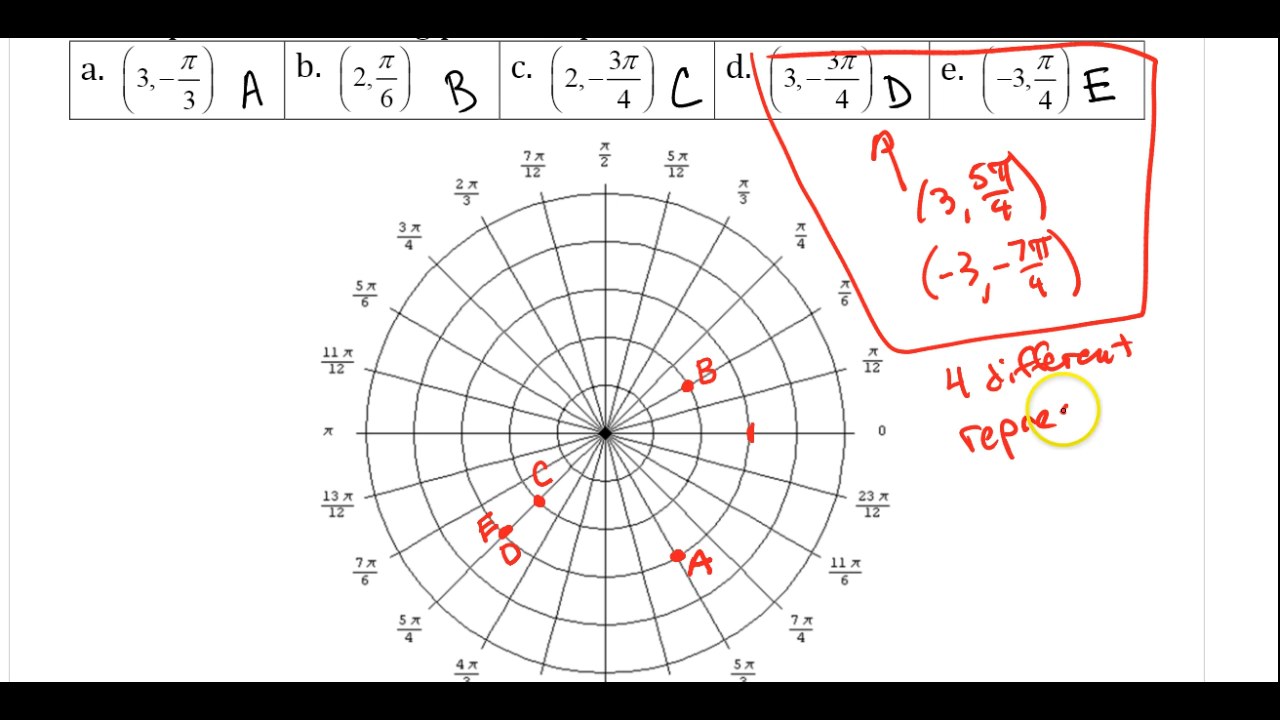 a. (3, -π/3) A b. (2, π/6) B c. (2, -3π/4) C d. (3, -3π/4) D e. (-3, π/4) E
(3, 5π/4)
(-3, -7π/4)
4 different
repre
π/2
7π/12 5π/12
2π/3 π/3
3π/4 π/4
5π/6 π/6
11π/12 π/12
B
π 0
C
13π/12 23π/12
E
D A
7π/6 11π/6
5π/4 7π/4
4π/3 5π/3